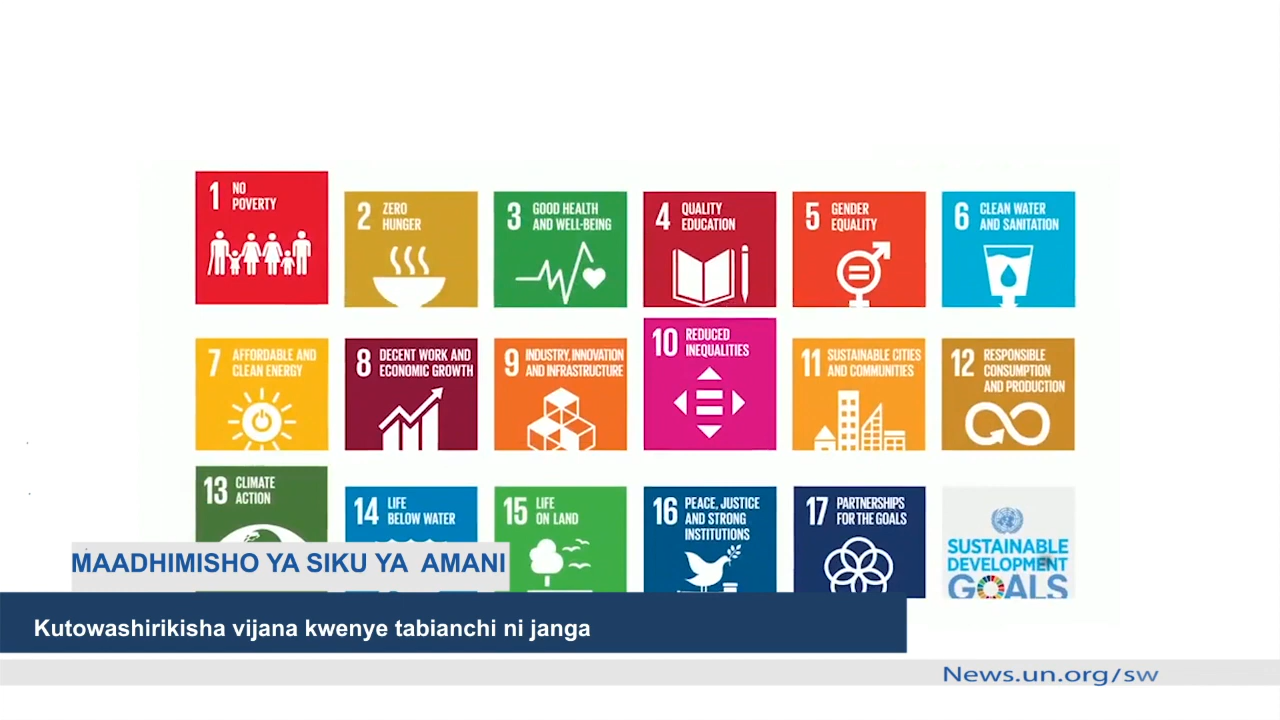 1 NO
POVERTY
2 ZERO
HUNGER
3 GOOD HEALTH
AND WELL-BEING
4 QUALITY
EDUCATION
5 GENDER
EQUALITY
6 CLEAN WATER
AND SANITATION
7 AFFORDABLE AND
CLEAN ENERGY
8 DECENT WORK AND
ECONOMIC GROWTH
9 INDUSTRY, INNOVATION
AND INFRASTRUCTURE
10 REDUCED
INEQUALITIES
11 SUSTAINABLE CITIES
AND COMMUNITIES
12 RESPONSIBLE
CONSUMPTION
AND PRODUCTION
13 CLIMATE
ACTION
14 LIFE
BELOW WATER
15 LIFE
ON LAND
16 PEACE, JUSTICE
AND STRONG
INSTITUTIONS
17 PARTNERSHIPS
FOR THE GOALS
SUSTAINABLE
DEVELOPMENT
GOALS
MAADHIMISHO YA SIKU YA AMANI
Kutowashirikisha vijana kwenye tabianchi ni janga
News.un.org/sw